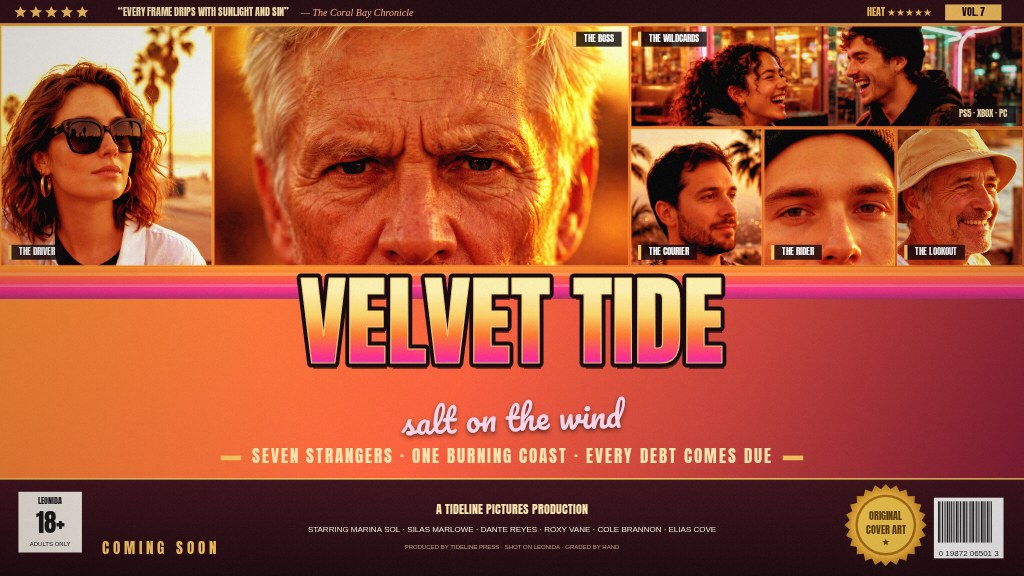 ★★★★★ "EVERY FRAME DRIPS WITH SUNLIGHT AND SIN" — The Coral Bay Chronicle
HEAT ★★★★★ VOL. 7
THE BOSS
THE WILDCARDS
PS5 · XBOX · PC
THE DRIVER
THE COURIER
THE RIDER
THE LOOKOUT
VELVET TIDE
salt on the wind
SEVEN STRANGERS · ONE BURNING COAST · EVERY DEBT COMES DUE
LEONIDA
18+
ADULTS ONLY
COMING SOON
A TIDELINE PICTURES PRODUCTION
STARRING MARINA SOL · SILAS MARLOWE · DANTE REYES · ROXY VANE · COLE BRANNON · ELIAS COVE
PRODUCED BY TIDELINE PRESS · SHOT ON LEONIDA · GRADED BY HAND
ORIGINAL
COVER ART
★
0 19872 06501 3